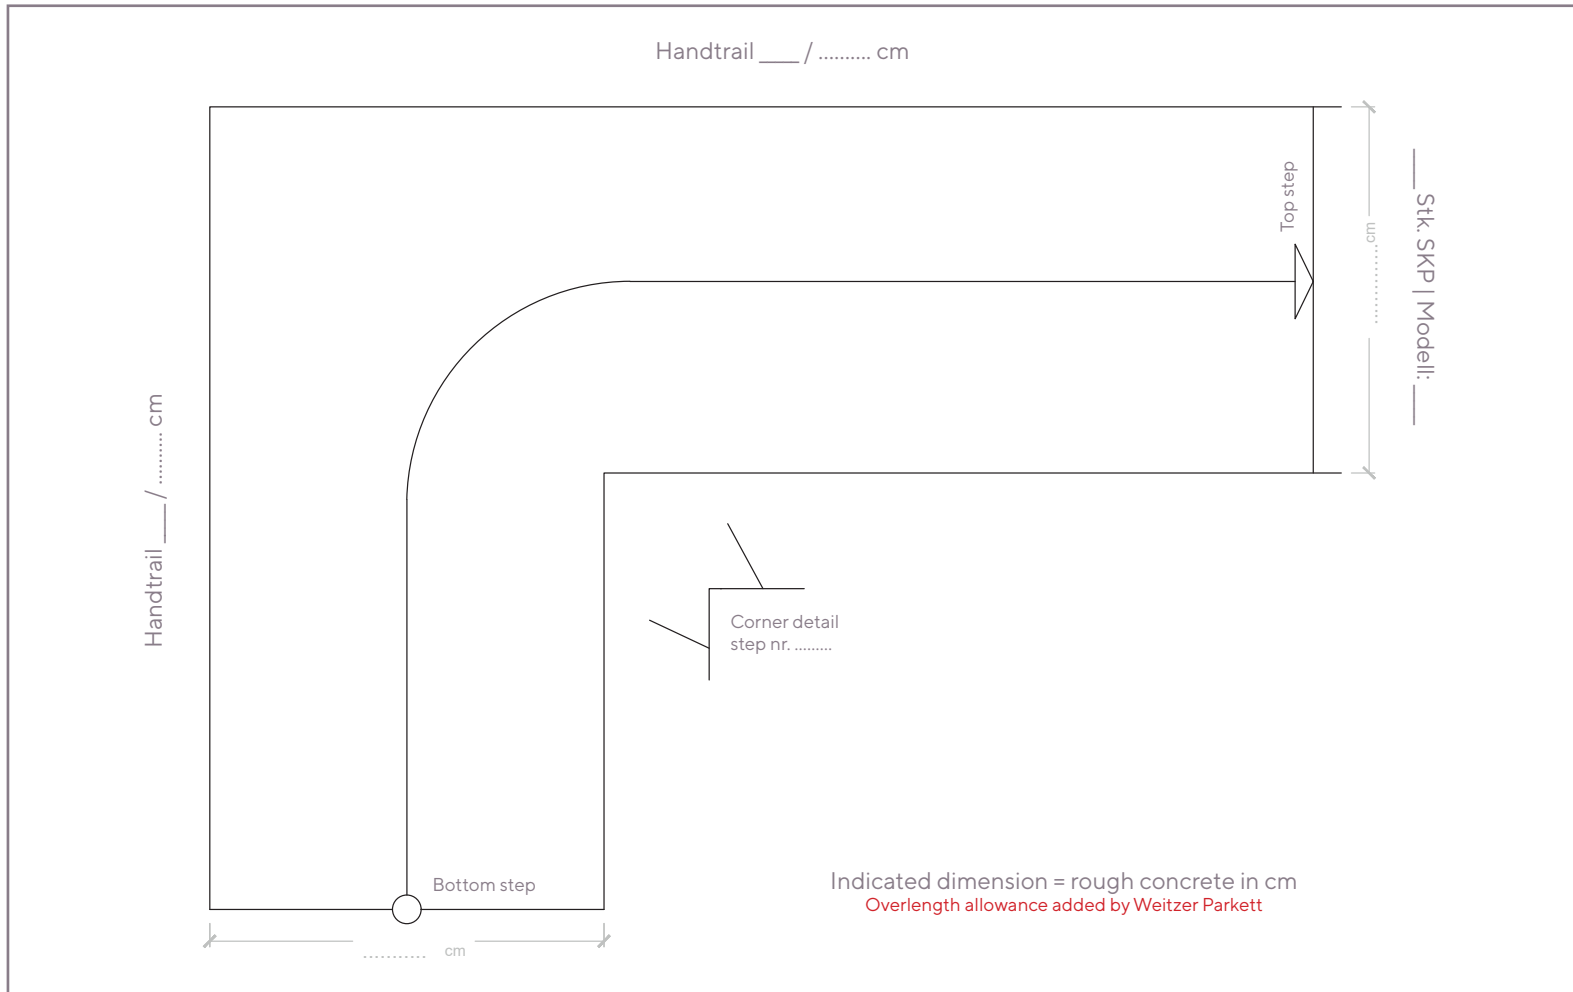 Handtrail ___ / .......... cm
Top step
........... cm
___ Stk. SKP | Modell: ___
Handtrail ___ / .......... cm
Corner detail
step nr. .........
Bottom step
Indicated dimension = rough concrete in cm
Overlength allowance added by Weitzer Parkett
........... cm